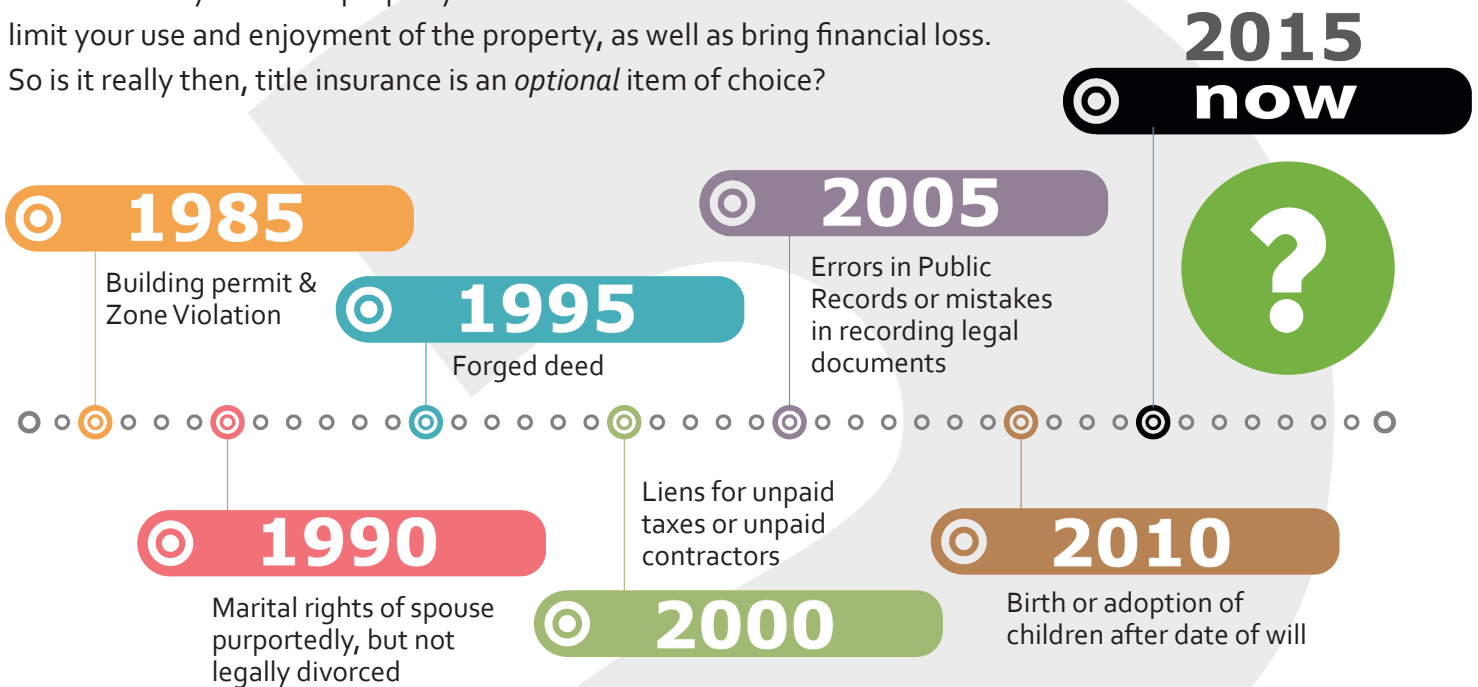 limit your use and enjoyment of the property, as well as bring financial loss.
So is it really then, title insurance is an optional item of choice?
2015
now
1985
Building permit &
Zone Violation
1995
Forged deed
2005
Errors in Public
Records or mistakes
in recording legal
documents
?
1990
Marital rights of spouse
purportedly, but not
legally divorced
Liens for unpaid
taxes or unpaid
contractors
2000
2010
Birth or adoption of
children after date of will